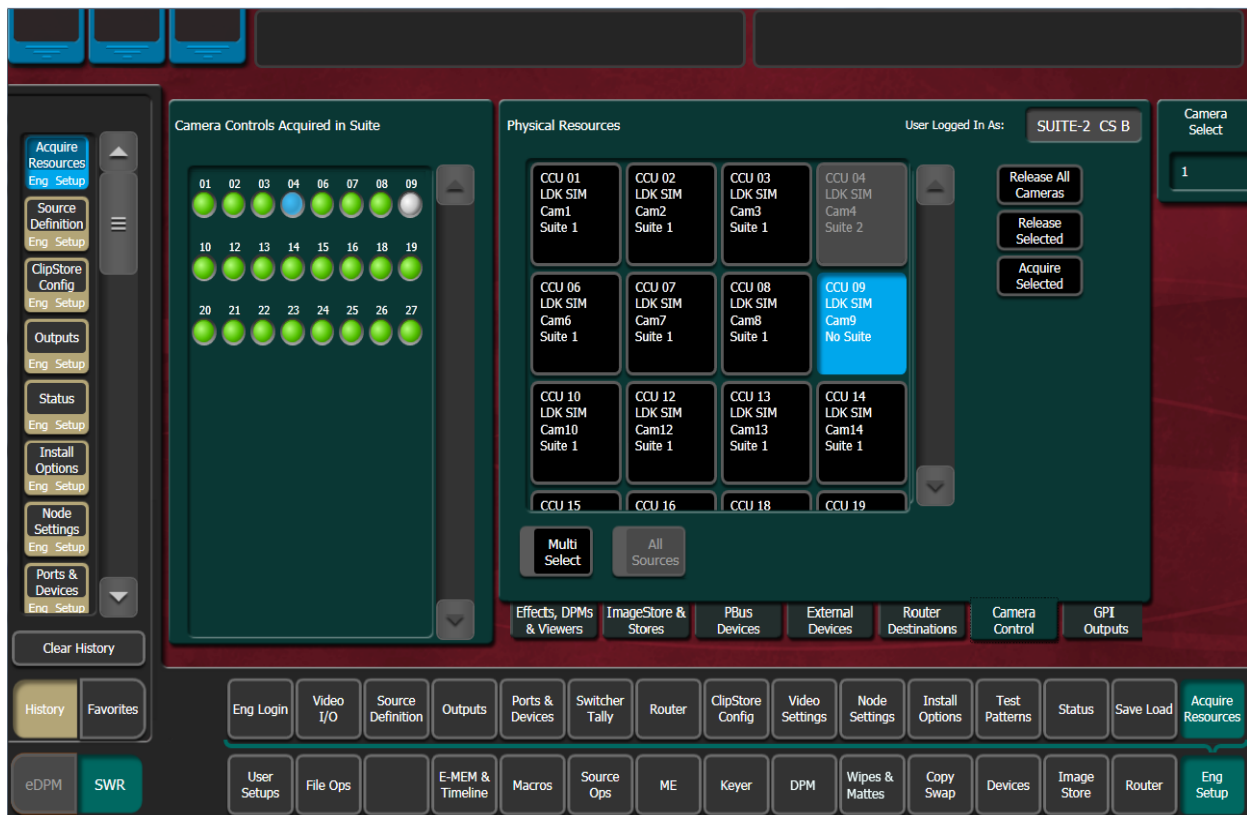 Acquire
Resources
Eng Setup
Source
Definition
Eng Setup
ClipStore
Config
Eng Setup
Outputs
Eng Setup
Status
Eng Setup
Install
Options
Eng Setup
Node
Settings
Eng Setup
Ports &
Devices
Eng Setup
Clear History
History Favorites
eDPM SWR
Camera Controls Acquired in Suite
01 02 03 04 06 07 08 09
10 12 13 14 15 16 18 19
20 21 22 23 24 25 26 27
Physical Resources
User Logged In As: SUITE-2 CS B
CCU 01
LDK SIM
Cam1
Suite 1
CCU 02
LDK SIM
Cam2
Suite 1
CCU 03
LDK SIM
Cam3
Suite 1
CCU 04
LDK SIM
Cam4
Suite 2
CCU 06
LDK SIM
Cam6
Suite 1
CCU 07
LDK SIM
Cam7
Suite 1
CCU 08
LDK SIM
Cam8
Suite 1
CCU 09
LDK SIM
Cam9
No Suite
CCU 10
LDK SIM
Cam10
Suite 1
CCU 12
LDK SIM
Cam12
Suite 1
CCU 13
LDK SIM
Cam13
Suite 1
CCU 14
LDK SIM
Cam14
Suite 1
CCU 15
CCU 16
CCU 18
CCU 19
Release All
Cameras
Release
Selected
Acquire
Selected
Multi
Select
All
Sources
Effects, DPMs
& Viewers
ImageStore &
Stores
PBus
Devices
External
Devices
Router
Destinations
Camera
Control
GPI
Outputs
Camera
Select
1
Eng Login
Video
I/O
Source
Definition
Outputs
Ports &
Devices
Switcher
Tally
Router
ClipStore
Config
Video
Settings
Node
Settings
Install
Options
Test
Patterns
Status
Save Load
Acquire
Resources
User
Setups
File Ops
E-MEM &
Timeline
Macros
Source
Ops
ME
Keyer
DPM
Wipes &
Mattes
Copy
Swap
Devices
Image
Store
Router
Eng
Setup